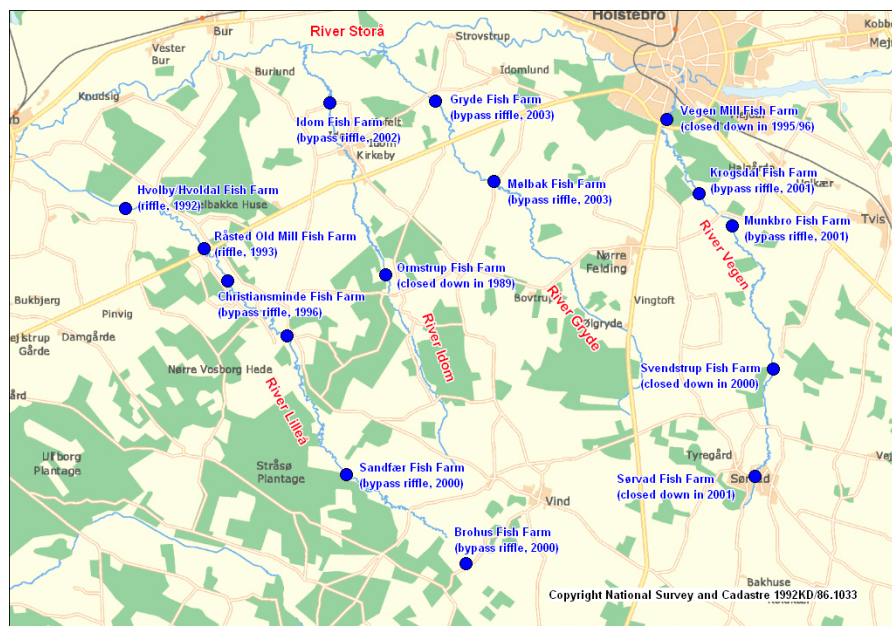 Holstebro
Bur
River Storå
Strovstrup
Vester
Bur
Burlund
Idomlund
Knudsig
Gryde Fish Farm
(bypass riffle, 2003)
Idom Fish Farm
(bypass riffle, 2002)
Idom
Kirkeby
Vegen Mill Fish Farm
(closed down in 1995/96)
Halgårde
Krogsdal Fish Farm
(bypass riffle, 2001)
Mølbak Fish Farm
(bypass riffle, 2003)
Hvolby/Hvoldal Fish Farm
(riffle, 1992)
Munkbro Fish Farm
(bypass riffle, 2001)
Tvis
Råsted Old Mill Fish Farm
(riffle, 1993)
River Vegen
Nørre
Felding
Ormstrup Fish Farm
(closed down in 1989)
Christiansminde Fish Farm
(bypass riffle, 1996)
Bukbjerg
Pinvig
Damgårde
Gårde
Bovtrup
Vingtoft
River Gryde
River Idom
Nørre Vosborg Hede
Svendstrup Fish Farm
(closed down in 2000)
River Lilleå
Ulfborg
Plantage
Stråsø
Plantage
Sandfær Fish Farm
(bypass riffle, 2000)
Tyregård
Sørvad Fish Farm
(closed down in 2001)
Vind
Brohus Fish Farm
(bypass riffle, 2000)
Bakhuse
Copyright National Survey and Cadastre 1992KD/86.1033